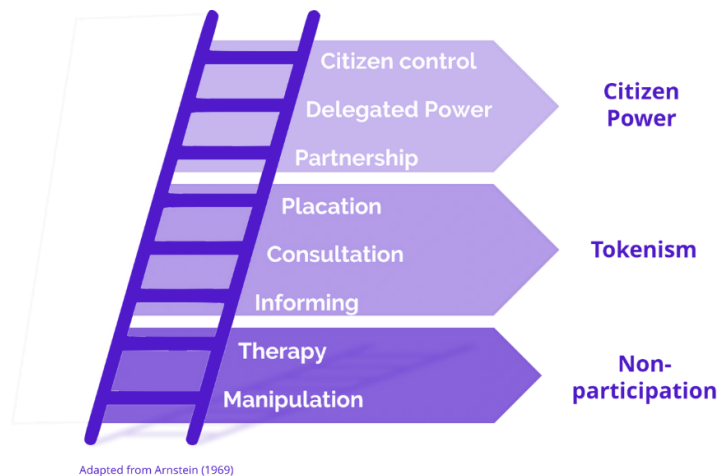 Citizen control
Delegated Power
Partnership
Citizen
Power
Placation
Consultation
Informing
Tokenism
Therapy
Manipulation
Non-
participation
Adapted from Arnstein (1969)